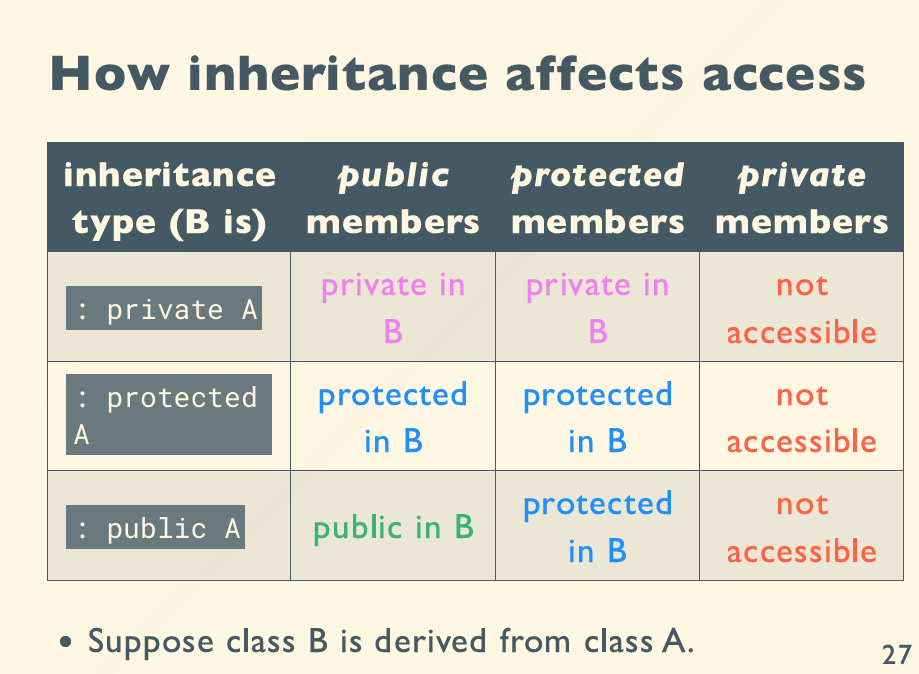 How inheritance affects access
inheritance
type (B is)
public
members
protected
members
private
members
: private A
private in
B
private in
B
not
accessible
: protected
A
protected
in B
protected
in B
not
accessible
: public A
public in B
protected
in B
not
accessible
• Suppose class B is derived from class A.
27